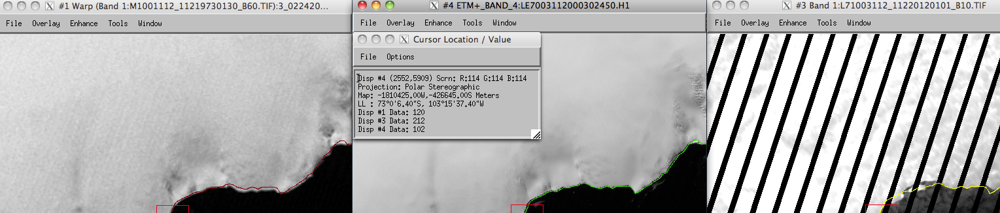 #1 Warp (Band 1:M1001112_11219730130_B60.TIF):3_022420...
File Overlay Enhance Tools Window
#4 ETM+_BAND_4:LE7003112000302450.H1
File Overlay Enhance Tools Window
Cursor Location / Value
File Options
Disp #4 (2552,5909) Scrn: R:114 G:114 B:114
Projection: Polar Stereographic
Map: -1810425.00W,-426645.00S Meters
LL : 73°0'6.40"S, 103°15'37.40"W
Disp #1 Data: 120
Disp #3 Data: 212
Disp #4 Data: 102
#3 Band 1:L71003112_11220120101_B10.TIF
File Overlay Enhance Tools Window